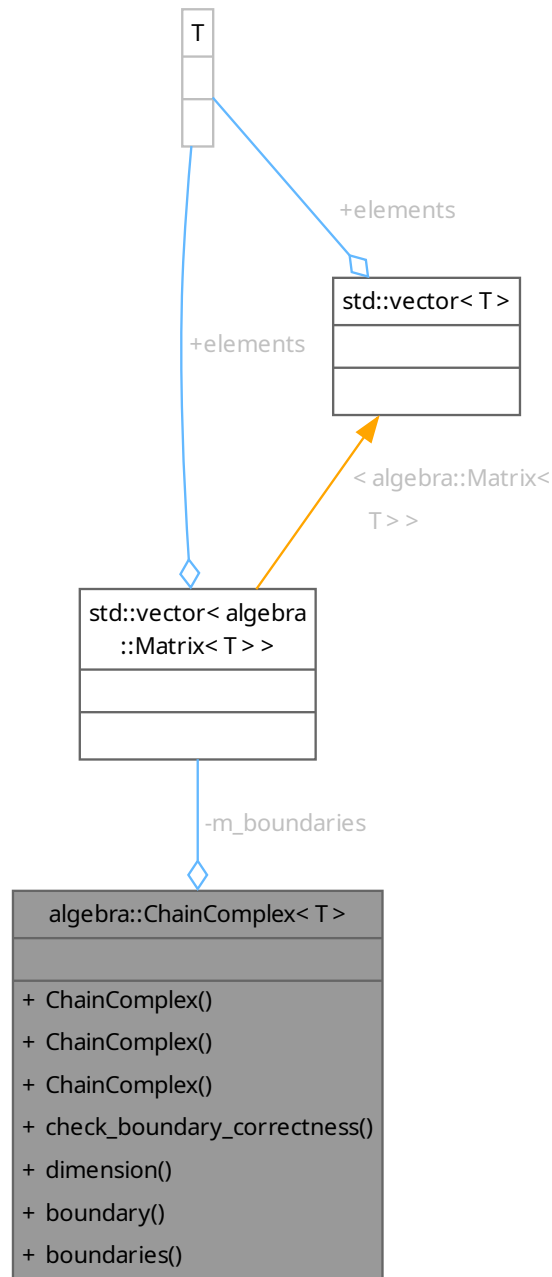 T
+elements
std::vector< T >
+elements
< algebra::Matrix<
T > >
std::vector< algebra
::Matrix< T > >
-m_boundaries
algebra::ChainComplex< T >
+ ChainComplex()
+ ChainComplex()
+ ChainComplex()
+ check_boundary_correctness()
+ dimension()
+ boundary()
+ boundaries()